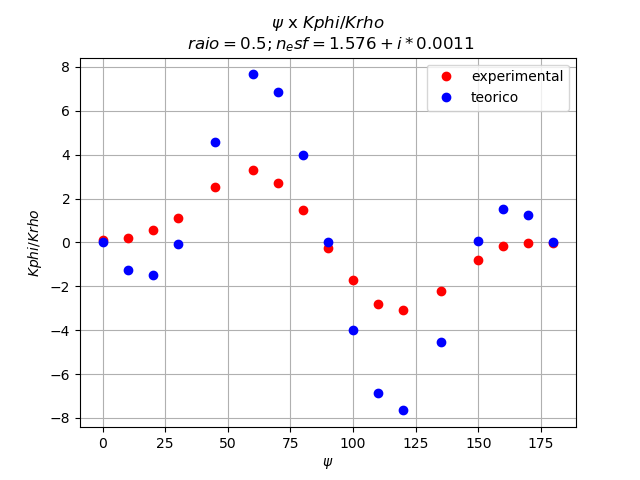 ψ x Kphi/Krho
raio = 0.5; nₑsf = 1.576 + i * 0.0011
experimental
teorico
8
6
4
2
0
−2
−4
−6
−8
Kphi/Krho
0 25 50 75 100 125 150 175
ψ